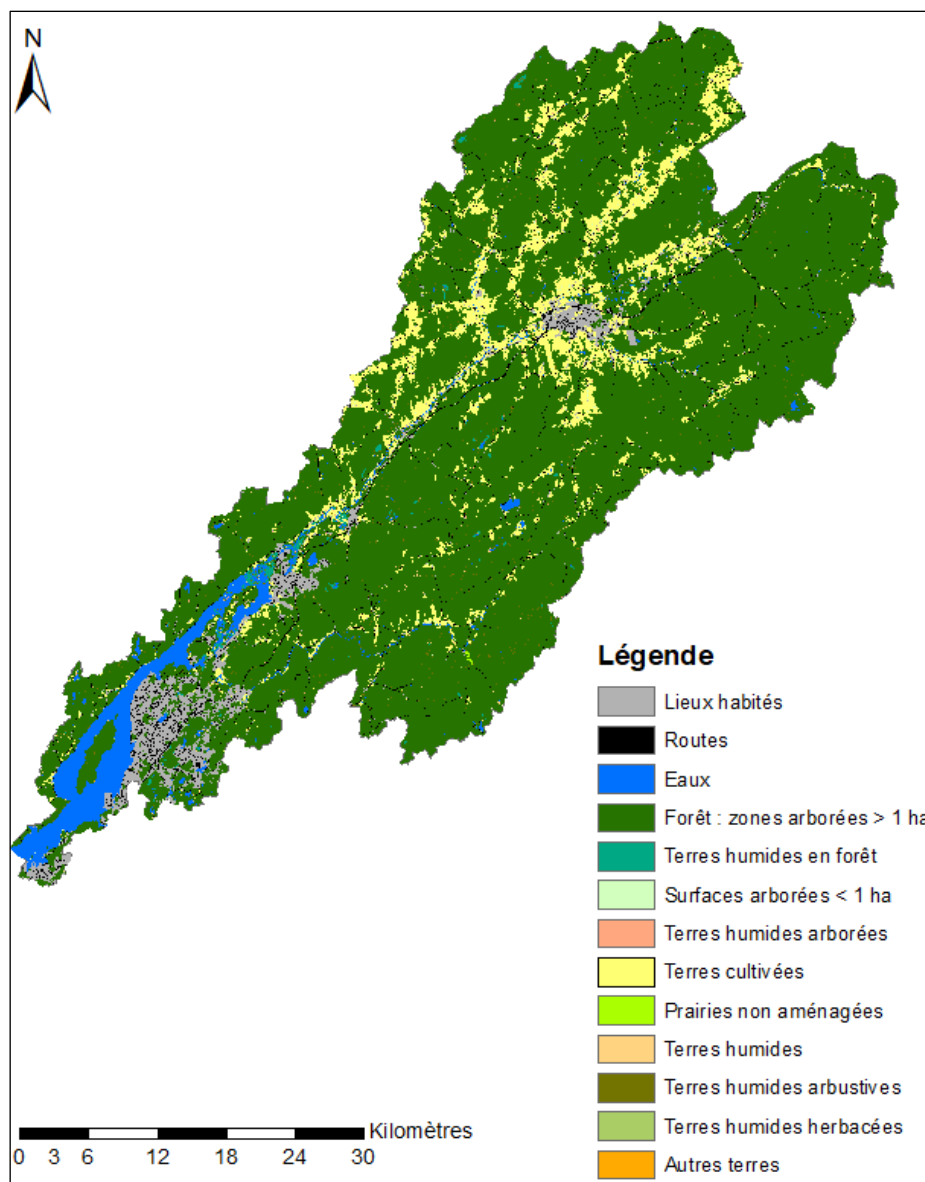 N
Légende
Lieux habités
Routes
Eaux
Forêt : zones arborées > 1 ha
Terres humides en forêt
Surfaces arborées < 1 ha
Terres humides arborées
Terres cultivées
Prairies non aménagées
Terres humides
Terres humides arbustives
Terres humides herbacées
Autres terres
Kilomètres
0 3 6 12 18 24 30